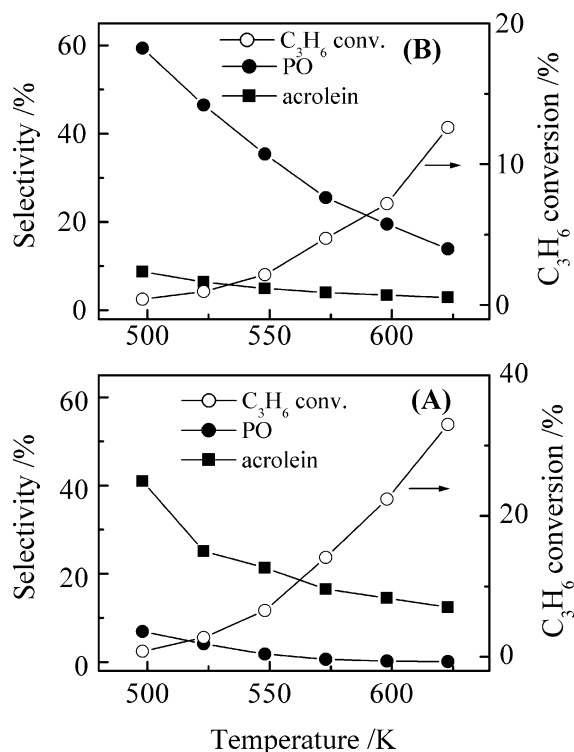 (B)
C₃H₆ conv.
PO
acrolein
Selectivity /%
60
40
20
0
C₃H₆ conversion /%
20
10
0
500 550 600
(A)
C₃H₆ conv.
PO
acrolein
Selectivity /%
60
40
20
0
C₃H₆ conversion /%
40
20
0
500 550 600
Temperature /K